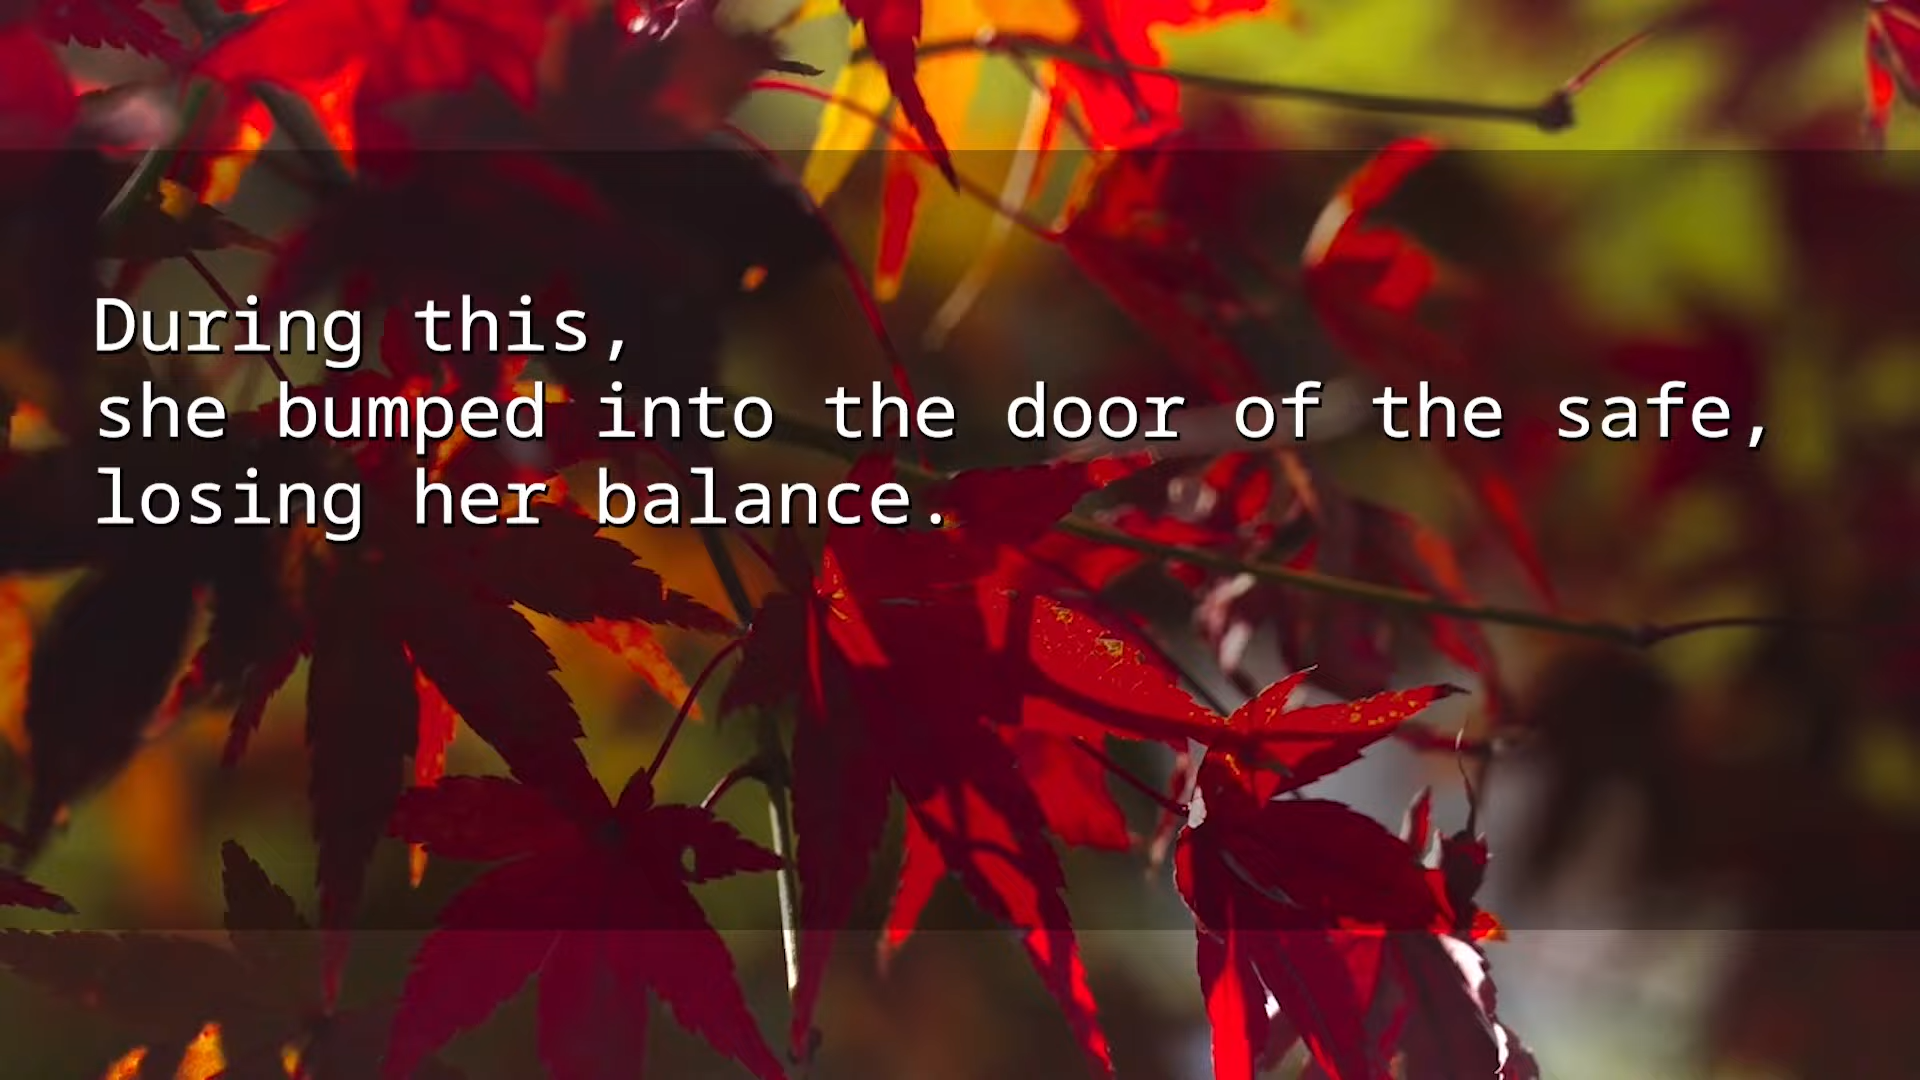 During this,
she bumped into the door of the safe,
losing her balance.